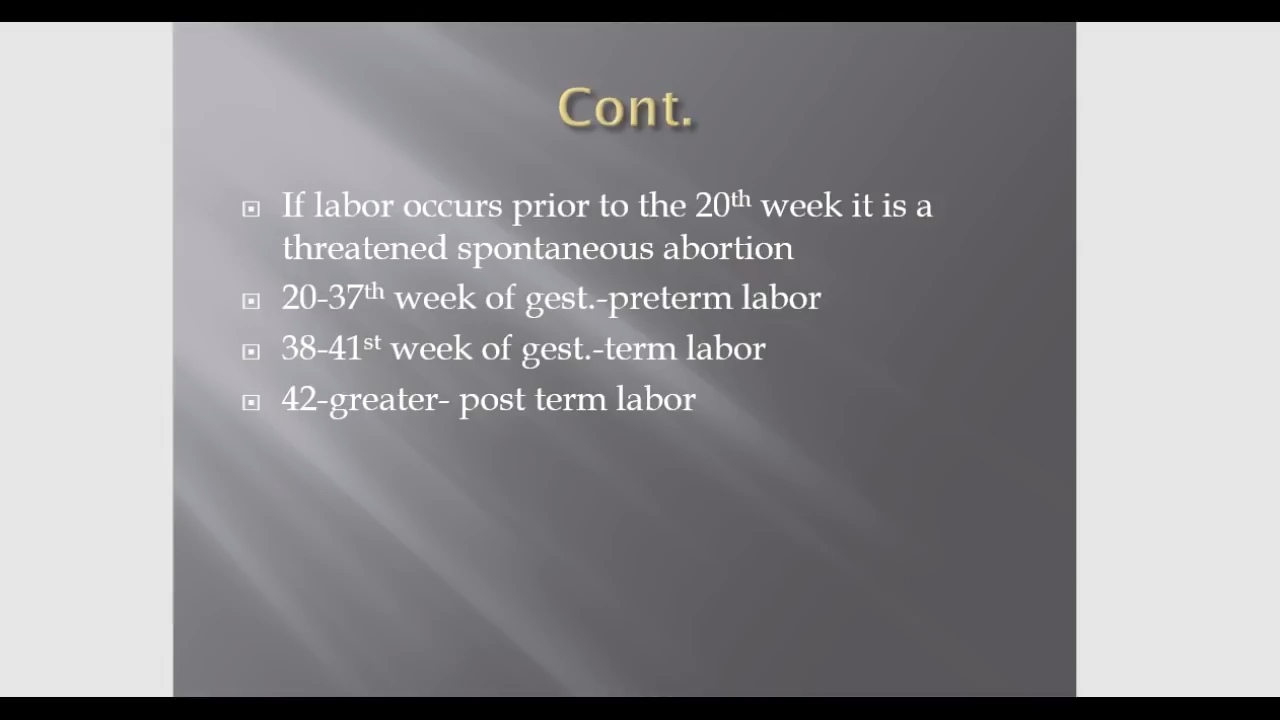 Cont.
If labor occurs prior to the 20th week it is a
threatened spontaneous abortion
20-37th week of gest.-preterm labor
38-41st week of gest.-term labor
42-greater- post term labor